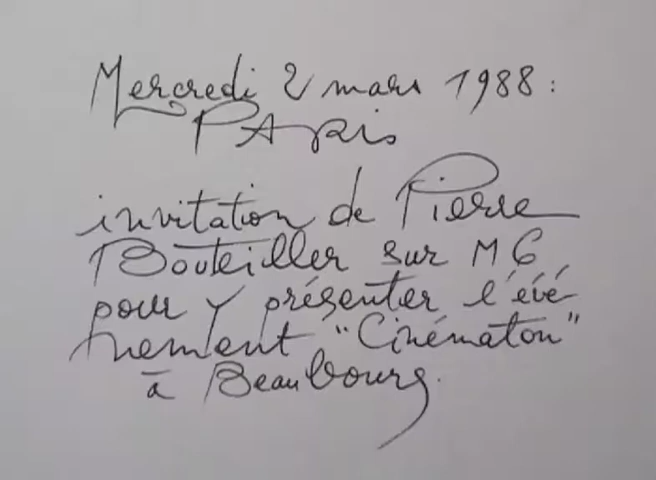 Mercredi 2 mars 1988 :
PARis
invitation de Pierre
Bouteiller sur M6
pour y présenter l'évé-
nement "Cinématon"
à Beaubourg.